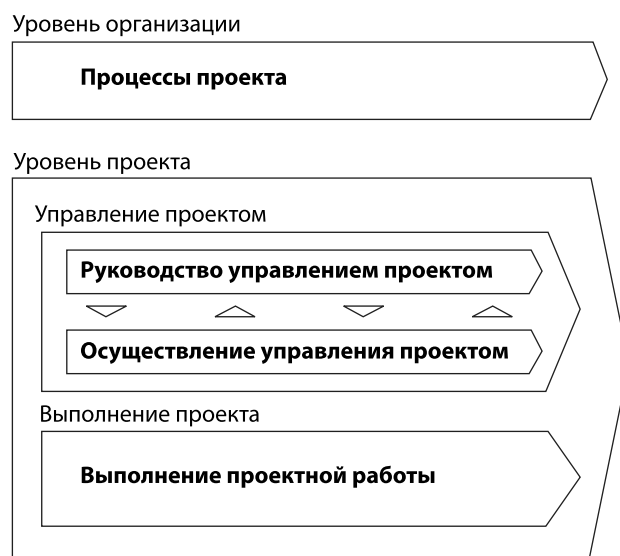 Уровень организации
Процессы проекта
Уровень проекта
Управление проектом
Руководство управлением проектом
Осуществление управления проектом
Выполнение проекта
Выполнение проектной работы